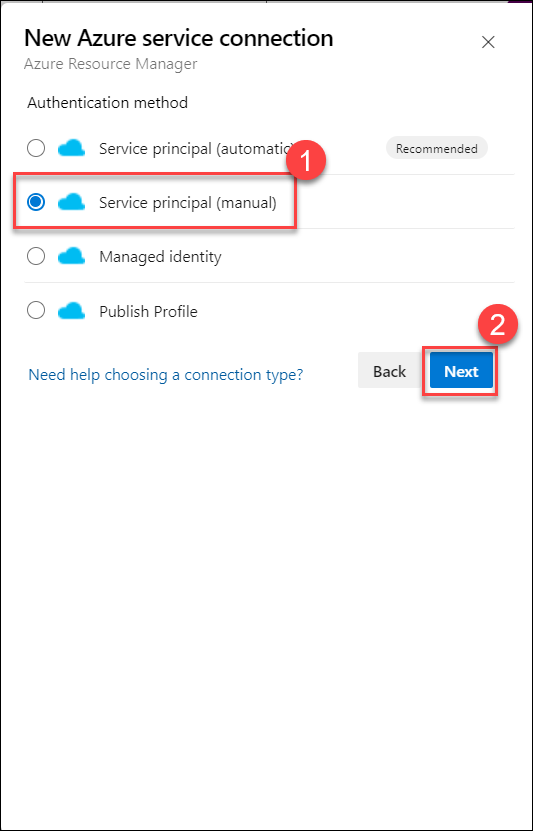 New Azure service connection
Azure Resource Manager
Authentication method
Service principal (automatic)
Recommended
1
Service principal (manual)
Managed identity
Publish Profile
2
Need help choosing a connection type?
Back
Next